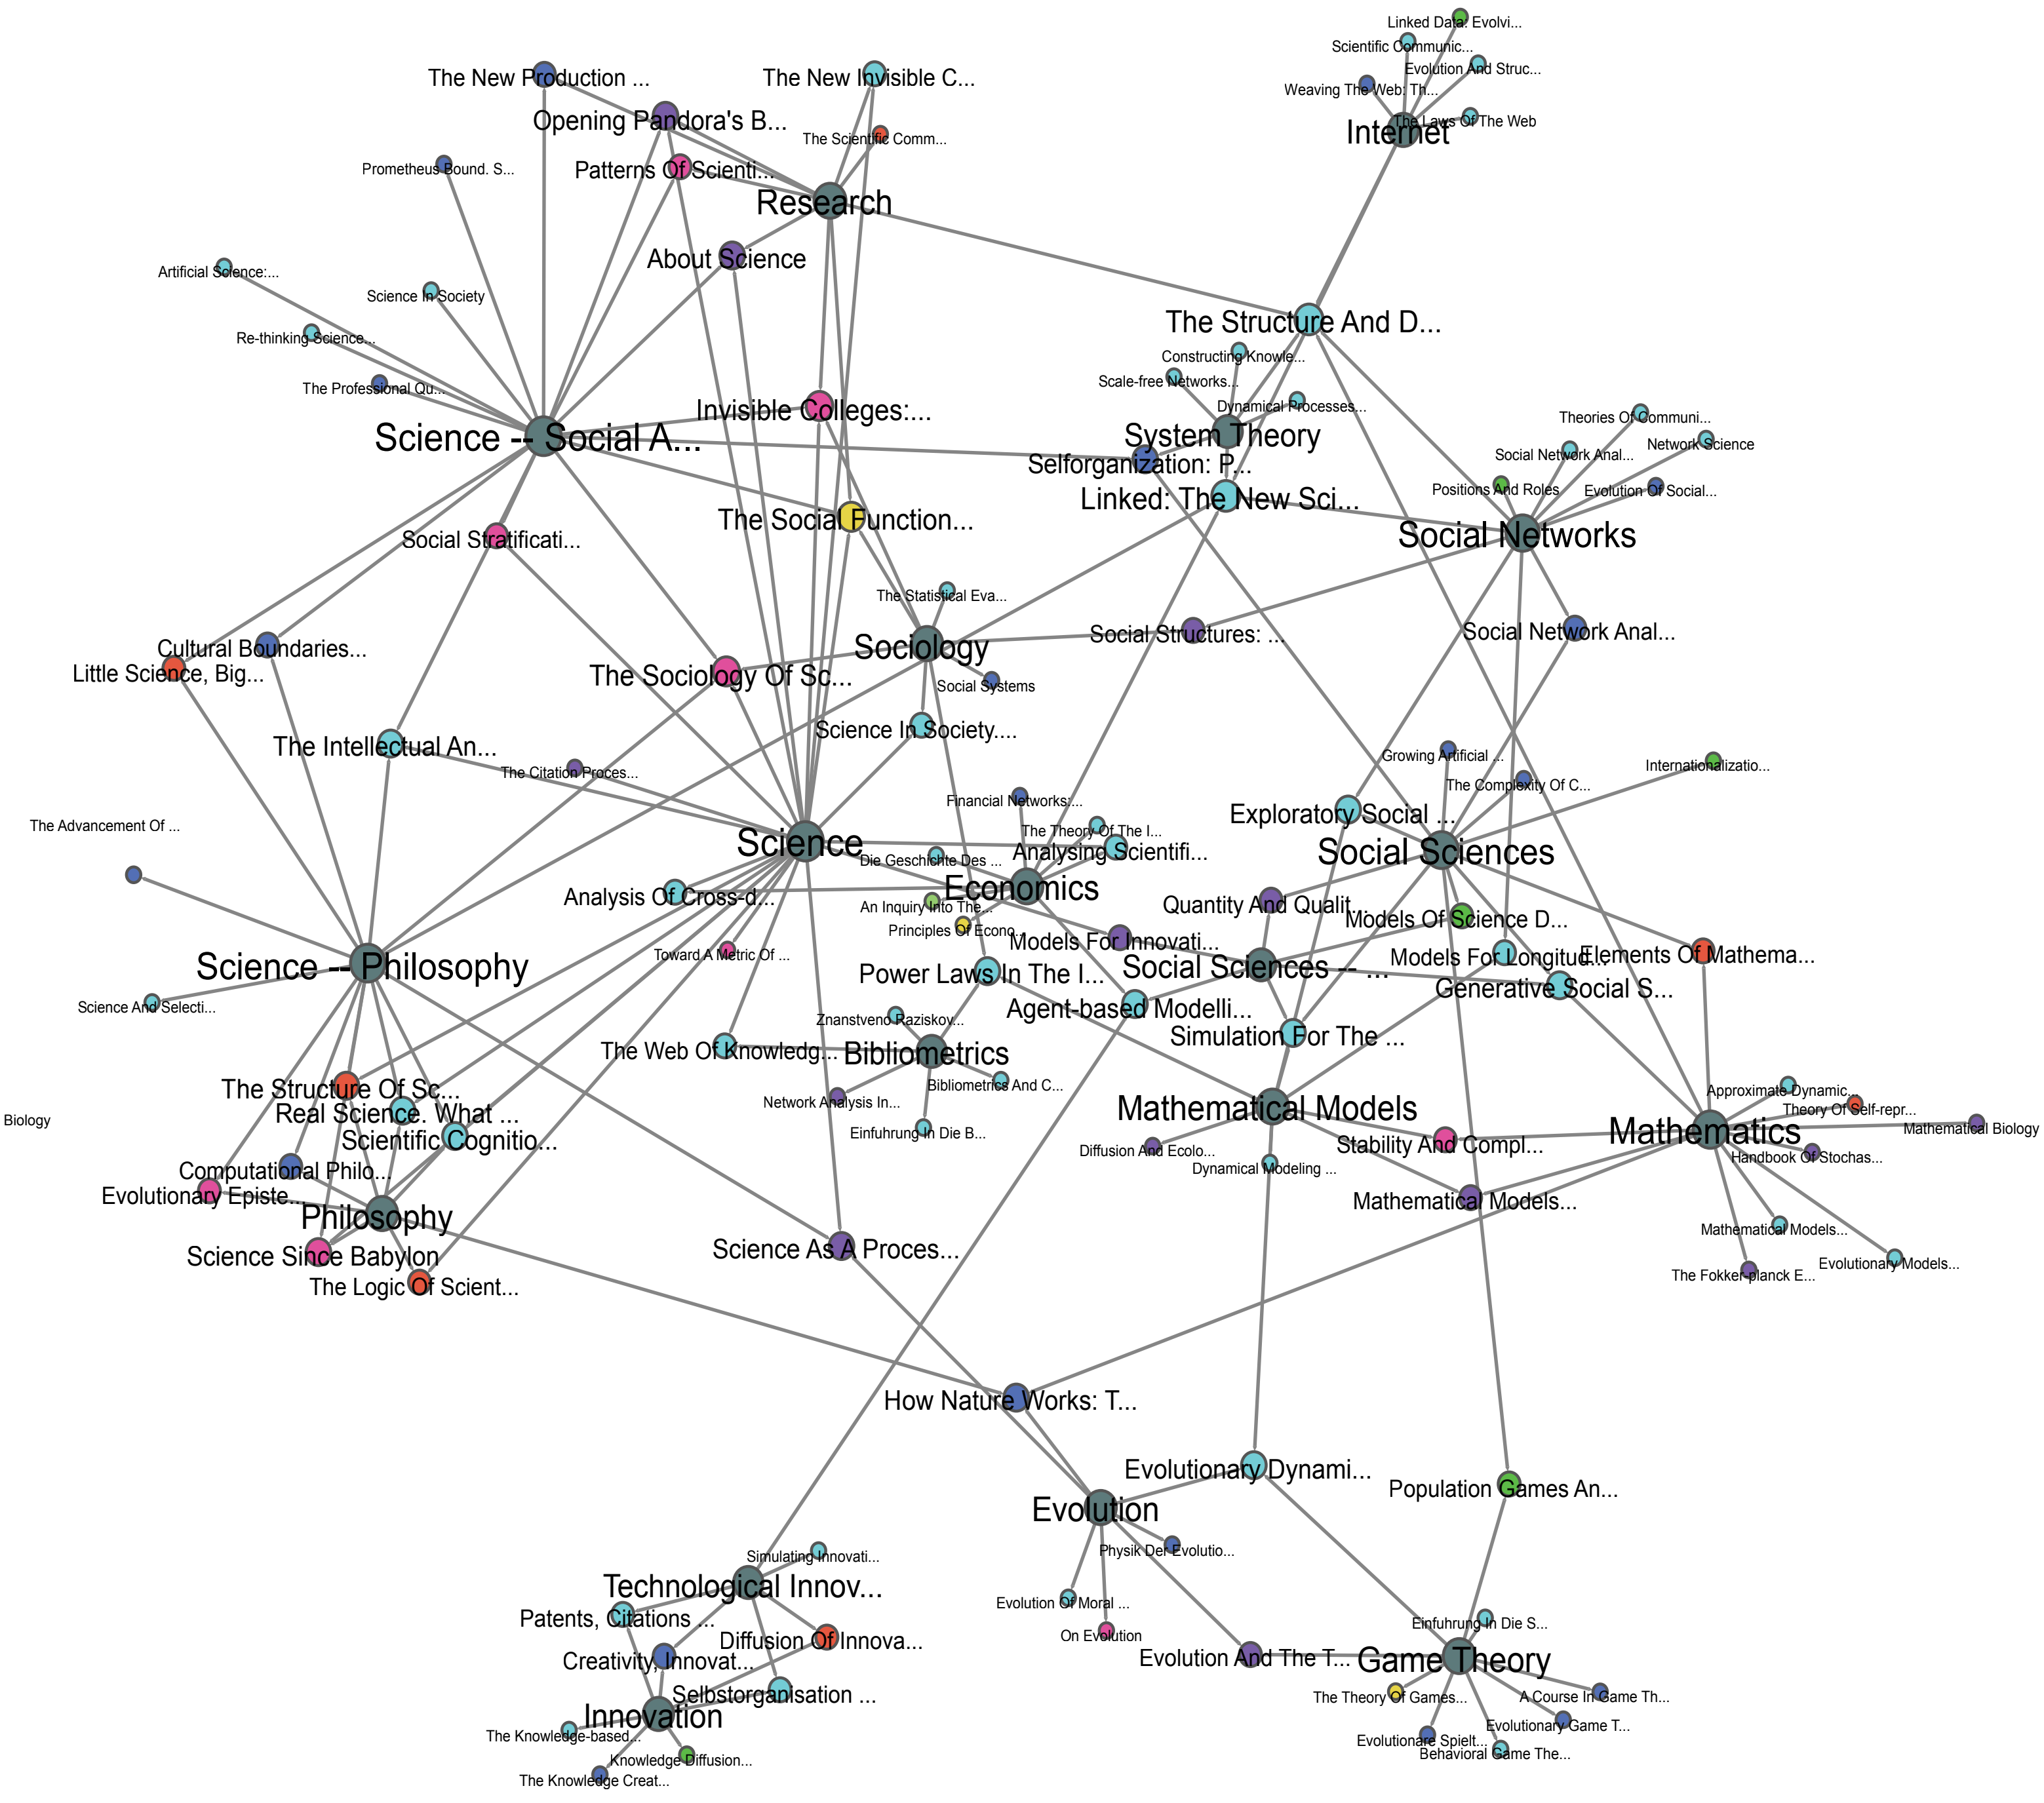 Linked Data: Evolvi...
Scientific Communic...
Evolution And Struc...
Weaving The Web: Th...
The Laws Of The Web
Internet
The New Production ...
The New Invisible C...
Opening Pandora's B...
The Scientific Comm...
Patterns Of Scienti...
Prometheus Bound. S...
Research
About Science
Artificial Science:...
Science In Society
Re-thinking Science...
The Professional Qu...
The Structure And D...
Constructing Knowle...
Scale-free Networks...
Dynamical Processes...
Invisible Colleges:...
Science -- Social A...
System Theory
Selforganization: P...
Linked: The New Sci...
Theories Of Communi...
Network Science
Social Network Anal...
Positions And Roles
Evolution Of Social...
Social Networks
The Social Function...
Social Stratificati...
The Statistical Eva...
Sociology
Social Structures: ...
Social Network Anal...
Cultural Boundaries...
Little Science, Big...
The Sociology Of Sc...
Social Systems
Science In Society....
The Intellectual An...
The Citation Proces...
Growing Artificial ...
The Complexity Of C...
Internationalizatio...
Financial Networks:...
Exploratory Social ...
The Advancement Of ...
Science
The Theory Of The I...
Analysing Scientifi...
Die Geschichte Des ...
Social Sciences
Economics
Analysis Of Cross-d...
An Inquiry Into The...
Quantity And Qualit...
Models Of Science D...
Principles Of Econo...
Models For Innovati...
Toward A Metric Of ...
Models For Longitud...
Elements Of Mathema...
Science -- Philosophy
Power Laws In The I...
Social Sciences -- ...
Generative Social S...
Science And Selecti...
Agent-based Modelli...
Znanstveno Raziskov...
Simulation For The ...
The Web Of Knowledg...
Bibliometrics
The Structure Of Sc...
Bibliometrics And C...
Network Analysis In...
Approximate Dynamic...
Theory Of Self-repr...
Real Science. What ...
Mathematical Models
Biology
Einfuhrung In Die B...
Mathematical Biology
Mathematics
Scientific Cognitio...
Stability And Compl...
Diffusion And Ecolo...
Handbook Of Stochas...
Dynamical Modeling ...
Computational Philo...
Evolutionary Episte...
Mathematical Models...
Philosophy
Mathematical Models...
Science Since Babylon
Science As A Proces...
Evolutionary Models...
The Fokker-planck E...
The Logic Of Scient...
How Nature Works: T...
Evolutionary Dynami...
Population Games An...
Evolution
Physik Der Evolutio...
Simulating Innovati...
Technological Innov...
Evolution Of Moral ...
Patents, Citations ...
Einfuhrung In Die S...
On Evolution
Diffusion Of Innova...
Evolution And The T...
Game Theory
Creativity, Innovat...
Selbstorganisation ...
The Theory Of Games...
A Course In Game Th...
Innovation
Evolutionary Game T...
The Knowledge-based...
Evolutionare Spielt...
Behavioral Game The...
Knowledge Diffusion...
The Knowledge Creat...